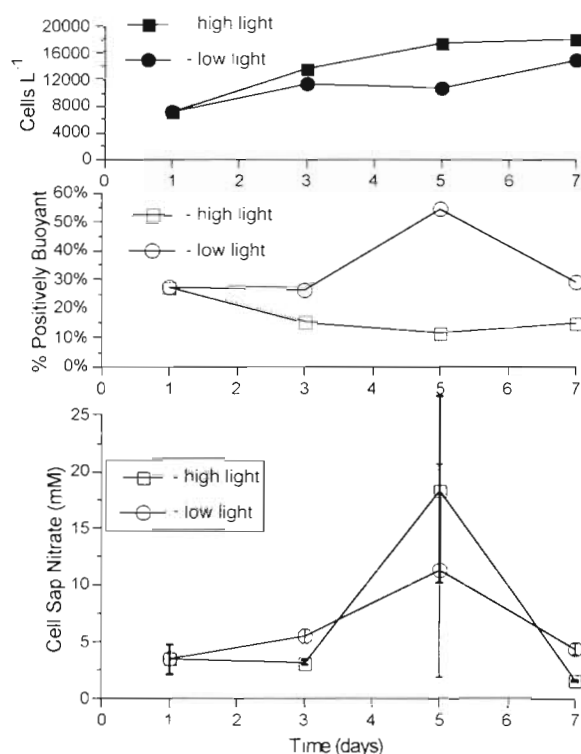 Cells L⁻¹
20000
16000
12000
8000
4000
0
high light
- low light
0 1 2 3 4 5 6 7
% Positively Buoyant
60%
50%
40%
30%
20%
10%
0%
- high light
- low light
0 1 2 3 4 5 6 7
Cell Sap Nitrate (mM)
25
20
15
10
5
0
- high light
- low light
0 1 2 3 4 5 6 7
Time (days)